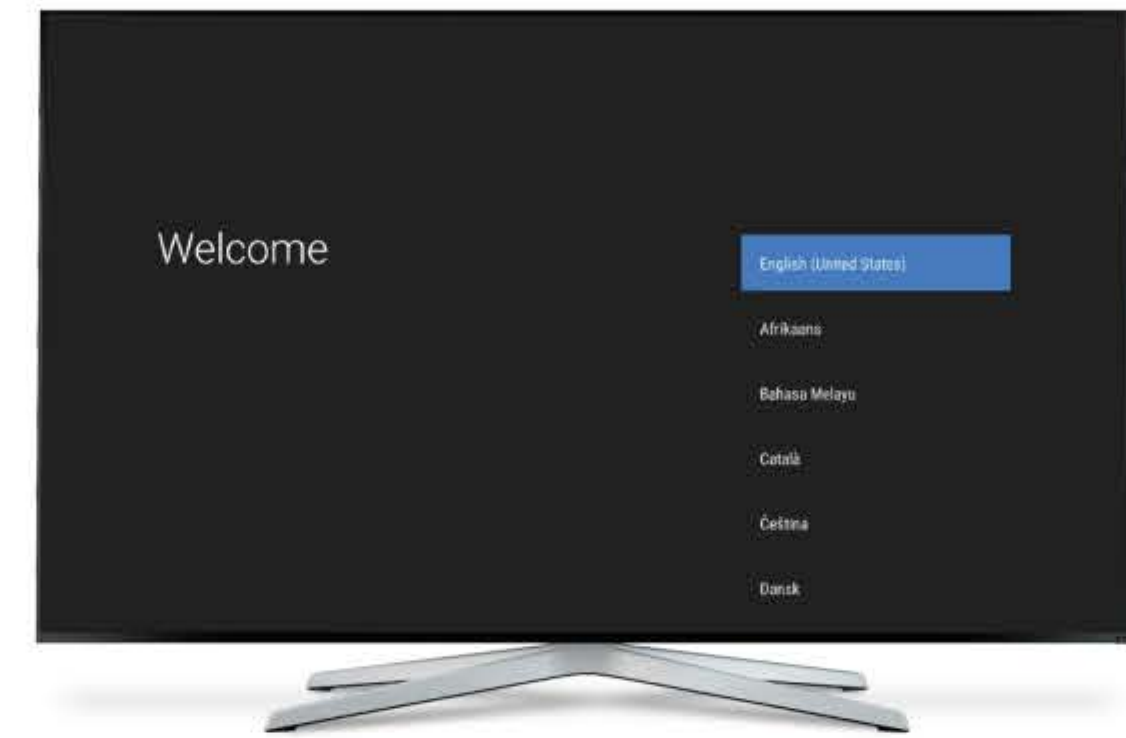 Welcome
English (United States)
Afrikaans
Bahasa Melayu
Català
Čeština
Dansk